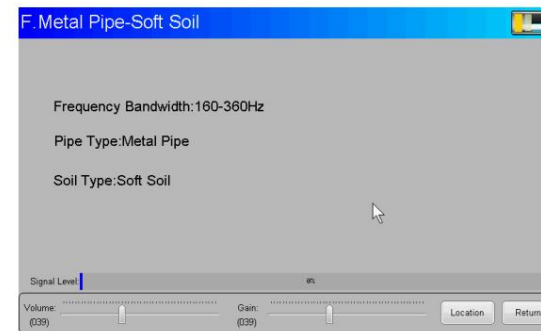 F.Metal Pipe-Soft Soil
Frequency Bandwidth:160-360Hz
Pipe Type:Metal Pipe
Soil Type:Soft Soil
Signal Level: 0%
Volume: Gain: Location Return
(039) (039)